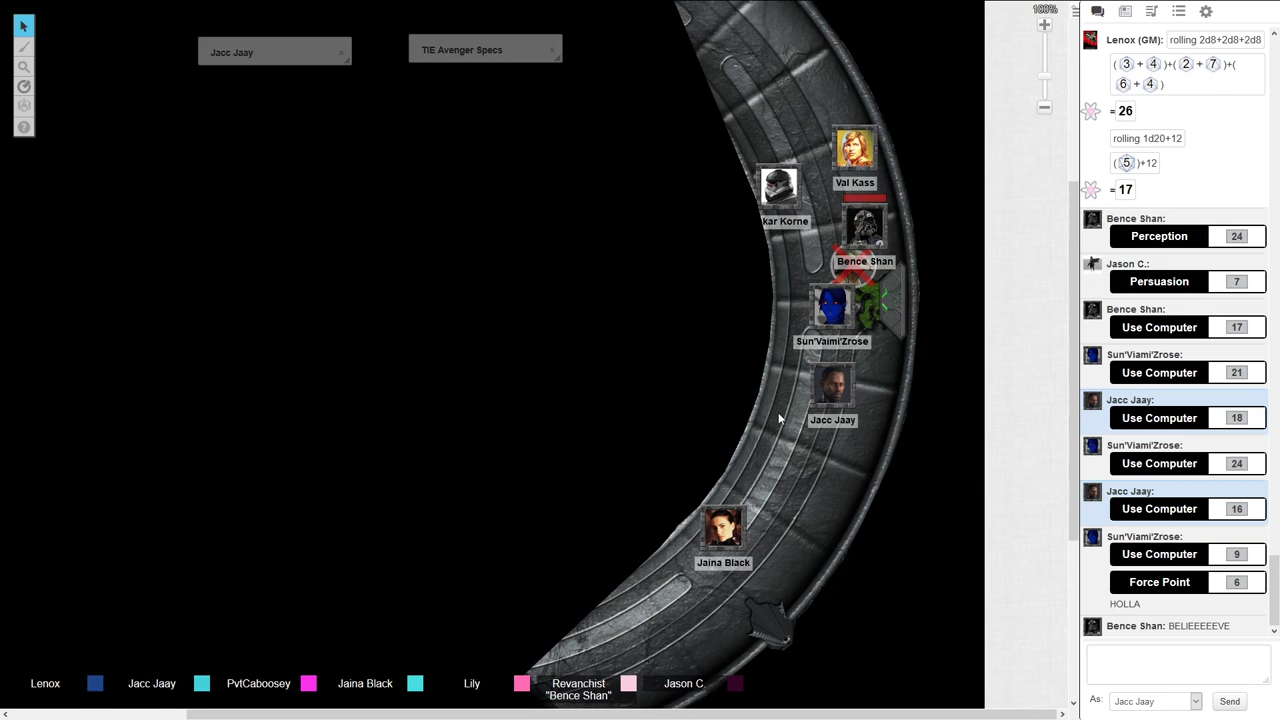 Jacc Jaay
TIE Avenger Specs
100%
Val Kass
kar Korne
Bence Shan
Sun'Vaimi'Zrose
Jacc Jaay
Jaina Black
Lenox
Jacc Jaay
PvtCaboosey
Jaina Black
Lily
Revanchist
"Bence Shan"
Jason C.
Lenox (GM): rolling 2d8+2d8+2d8
(3+4)+(2+7)+(
6+4)
=26
rolling 1d20+12
(5)+12
=17
Bence Shan:
Perception 24
Jason C.:
Persuasion 7
Bence Shan:
Use Computer 17
Sun'Viami'Zrose:
Use Computer 21
Jacc Jaay:
Use Computer 18
Sun'Viami'Zrose:
Use Computer 24
Jacc Jaay:
Use Computer 16
Sun'Viami'Zrose:
Use Computer 9
Force Point 6
HOLLA
Bence Shan: BELIEEEEEVE
As: Jacc Jaay Send